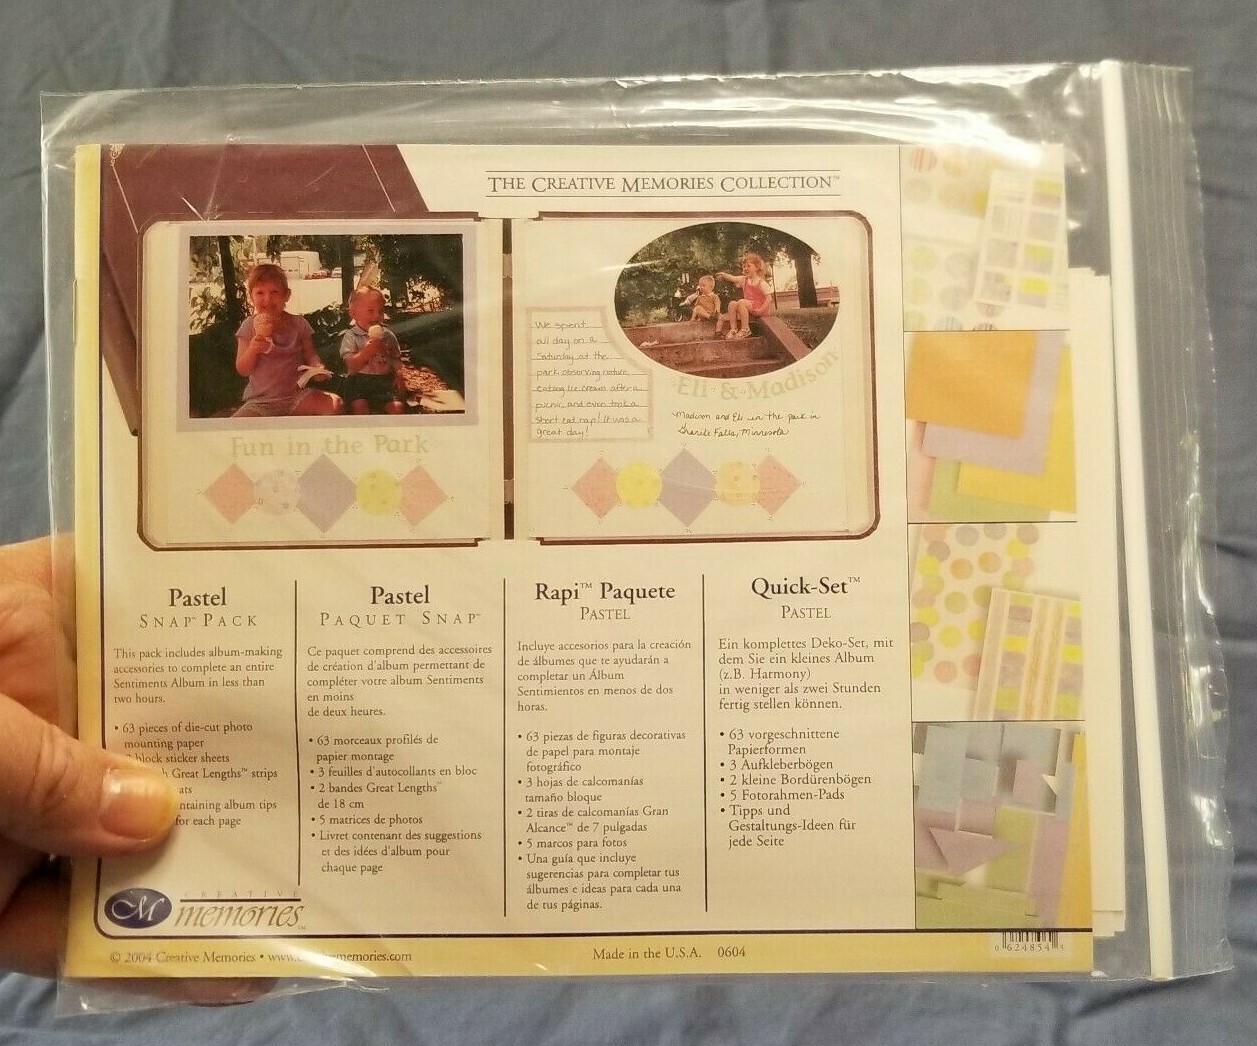 THE CREATIVE MEMORIES COLLECTION™
We spent
all day on a
Saturday at the
park observing nature
eating ice cream after a
picnic, and even took a
short cat nap! It was a
great day!
Eli & Madison
Madison and Eli in the park in
Granite Falls, Minnesota
Fun in the Park
Pastel
SNAP™ PACK
This pack includes album-making
accessories to complete an entire
Sentiments Album in less than
two hours.
• 63 pieces of die-cut photo
mounting paper
block sticker sheets
Great Lengths™ strips
ntaining album tips
for each page
Pastel
PAQUET SNAP™
Ce paquet comprend des accessoires
de création d'album permettant de
compléter votre album Sentiments
en moins
de deux heures.
• 63 morceaux profilés de
papier montage
• 3 feuilles d'autocollants en bloc
• 2 bandes Great Lengths™
de 18 cm
• 5 matrices de photos
• Livret contenant des suggestions
et des idées d'album pour
chaque page
Rapi™ Paquete
PASTEL
Incluye accesorios para la creación
de álbumes que te ayudarán a
completar un Álbum
Sentimientos en menos de dos
horas.
• 63 piezas de figuras decorativas
de papel para montaje
fotográfico
• 3 hojas de calcomanías
tamaño bloque
• 2 tiras de calcomanías Gran
Alcance™ de 7 pulgadas
• 5 marcos para fotos
• Una guía que incluye
sugerencias para completar tus
álbumes e ideas para cada una
de tus páginas.
Quick-Set™
PASTEL
Ein komplettes Deko-Set, mit
dem Sie ein kleines Album
(z.B. Harmony)
in weniger als zwei Stunden
fertig stellen können.
• 63 vorgeschnittene
Papierformen
• 3 Aufkleberbögen
• 2 kleine Bordürenbögen
• 5 Fotorahmen-Pads
• Tipps und
Gestaltungs-Ideen für
jede Seite
M
CREATIVE
memories™
© 2004 Creative Memories • www.
memories.com
Made in the U.S.A. 0604
0 624854